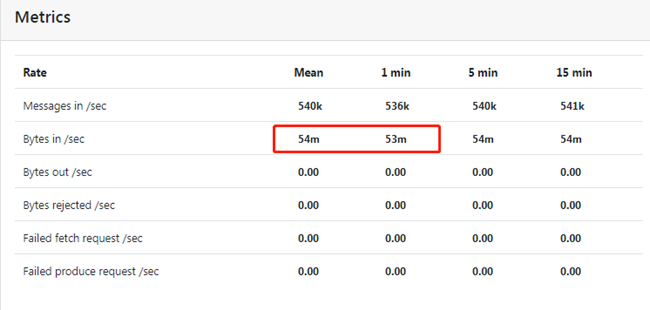 Metrics
Rate Mean 1 min 5 min 15 min
Messages in /sec 540k 536k 540k 541k
Bytes in /sec 54m 53m 54m 54m
Bytes out /sec 0.00 0.00 0.00 0.00
Bytes rejected /sec 0.00 0.00 0.00 0.00
Failed fetch request /sec 0.00 0.00 0.00 0.00
Failed produce request /sec 0.00 0.00 0.00 0.00